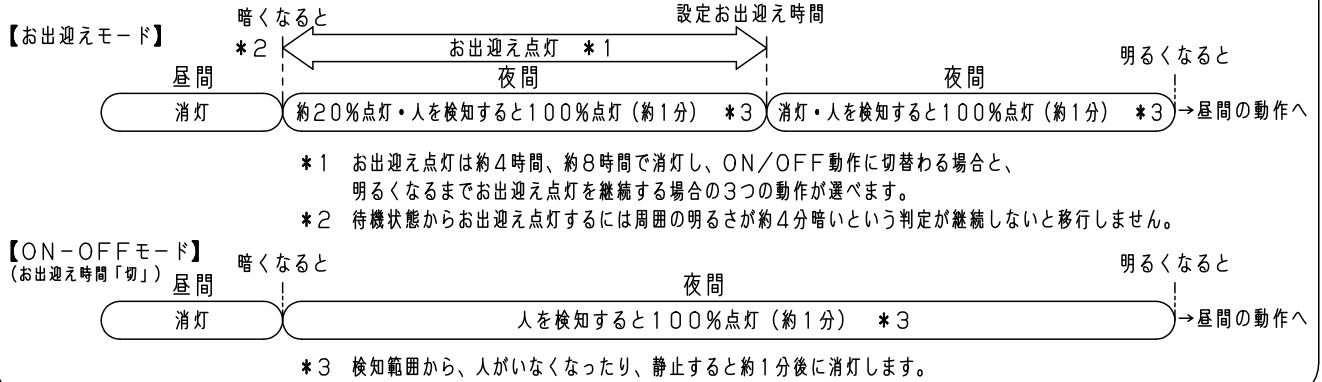 暗くなると
設定お出迎え時間
【お出迎えモード】
*2
お出迎え点灯 *1
明るくなると
昼間
夜間
夜間
消灯
約20%点灯・人を検知すると100%点灯(約1分) *3
消灯・人を検知すると100%点灯(約1分) *3
→昼間の動作へ
*1 お出迎え点灯は約4時間、約8時間で消灯し、ON/OFF動作に切替わる場合と、
明るくなるまでお出迎え点灯を継続する場合の3つの動作が選べます。
*2 待機状態からお出迎え点灯するには周囲の明るさが約4分暗いという判定が継続しないと移行しません。
【ON-OFFモード】
(お出迎え時間「切」)
暗くなると
明るくなると
昼間
夜間
消灯
人を検知すると100%点灯(約1分) *3
→昼間の動作へ
*3 検知範囲から、人がいなくなったり、静止すると約1分後に消灯します。